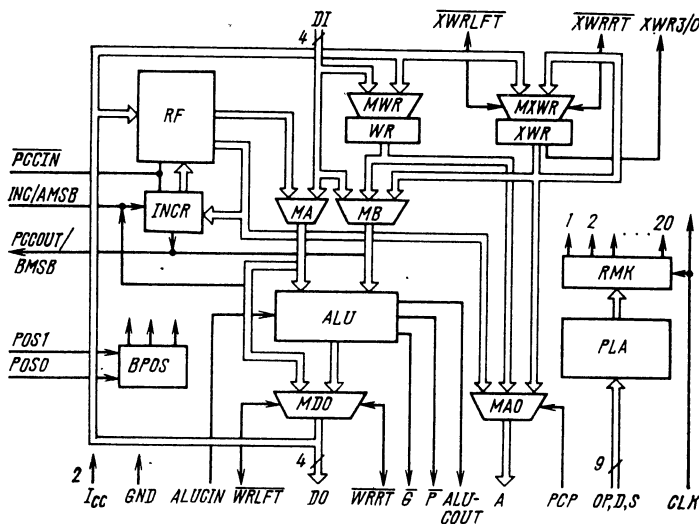 DI
4
XWRLFT
XWRRT
XWR3/0
RF
MWR
WR
MXWR
XWR
PCCIN
INC/AMSB
INCR
MA
MB
1 2 ... 20
PCCOUT/
BMSB
RMK
ALU
PLA
POS1
POS0
BPOS
MDO
MAO
2
4
9
ICC
GND
ALUCIN
WRLFT
DO
WRRT
G
P
ALU-
COUT
A
PCP
OP,D,S
CLK